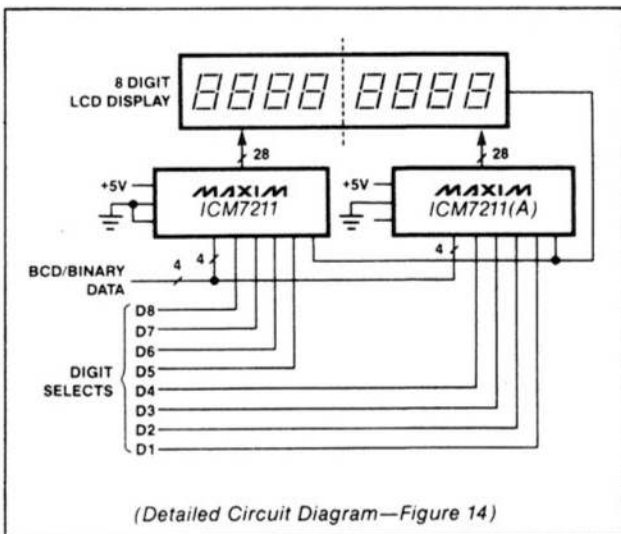 8 DIGIT
LCD DISPLAY
28
28
+5V
MAXIM
ICM7211
+5V
MAXIM
ICM7211(A)
4
4
BCD/BINARY
DATA
4
D8
D7
D6
D5
DIGIT
SELECTS
D4
D3
D2
D1
(Detailed Circuit Diagram—Figure 14)